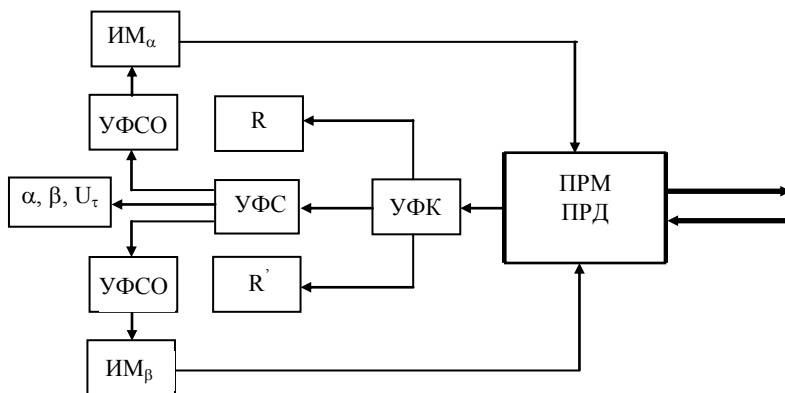 ИМα
УФСО
R
ПРМ
ПРД
α, β, Uτ
УФС
УФК
УФСО
R’
ИМβ